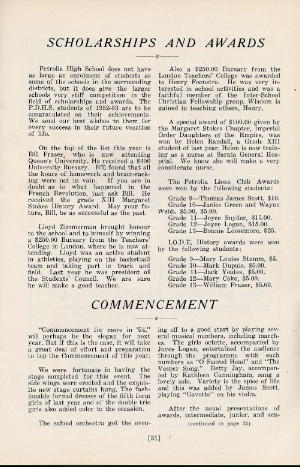 SCHOLARSHIPS AND AWARDS
Petrolia High School does not have
as large an enrolment of students as
some of the schools in the surrounding
districts, but it does give the larger
schools very stiff competition in the
field of scholarships and awards. The
P.D.H.S. students of 1952-53 are to be
congratulated on their achievements.
We send our best wishes to them for
every success in their future vocation
of life.
On the top of the list this year is
Bill Fraser, who is now attending
Queen's University. He received a $400
University Bursary. Bill found that all
the hours of homework and team-mark-
ing were not in vain. If you are in
doubt as to what happened in the
French Revolution, just ask Bill. He
received the grade XIII Margaret
Stokes History Award. May your fu-
ture, Bill, be as successful as the past.
Lloyd Zimmerman brought honour
to the school and to himself by winning
a $250.00 Bursary from the Teachers'
College in London, where he is now at-
tending. Lloyd was an active student
in athletics, playing on the basketball
team and taking part in track and
field. Last year he was president of
the Students' Council. We are sure
he will make a good teacher.
Also a $250.00 Bursary from the
London Teachers' College was awarded
to Henry Feenstra. He was very in-
terested in school activities and was a
faithful member of the Inter-School
Christian Fellowship group. Wisdom is
gained in teaching others, Henry.
A special award of $100.00 given by
the Margaret Stokes Chapter, Imperial
Order Daughters of the Empire, was
won by Helen Randall, a Grade XIII
student of last year. Helen is now train-
ing as a nurse at Sarnia General Hos-
pital. We know she will make a very
considerate nurse.
The Petrolia Lions Club Awards
were won by the following students:
Grade 9—Thomas James Scott, $10.
Grade 10—Janice Green and Wayne
Webb, $5.00, $5.00.
Grade 11—Joyce Snyder, $15.00.
Grade 12—Joyce Logan, $15.00.
Grade 13—Bonnie Loosemore, $25.
I.O.D.E. History awards were won
by the following students:
Grade 9—Mary Louise Stamm, $5.
Grade 10—Mark Dupuis, $5.00.
Grade 11—Jack Youlus, $5.00.
Grade 12—Mary Coke, $5.00.
Grade 13—William Fraser, $5.00.
COMMENCEMENT
"Commencement for more in '54."
will perhaps be the slogan for next
year. But if this is the case, it will take
a great deal of effort and preparation
to top the Commencement of this year.
We were fortunate in having the
stage completed for this event. The
side wings were erected and the exquis-
ite new stage curtains hung. The fash-
ionable formal dresses of the fifth form
girls of last year and of the double trio
girls also added color to the occasion.
The school orchestra got the even-
ing off to a good start by playing sev-
eral musical numbers, including march-
es. The girls octette, accompanied by
Joyce Logan, entertained the audience
through the programme with such
numbers as "O Sacred Head" and "The
Vesper Song." Betty Jay, accompan-
ied by Kathleen Cunningham, sang a
lovely solo. Variety is the spice of life
and this was added by James Scott,
playing "Gavotte" on his violin.
After the usual presentations of
awards, intermediate, junior, and sen-
(continued on page 35)
[31]